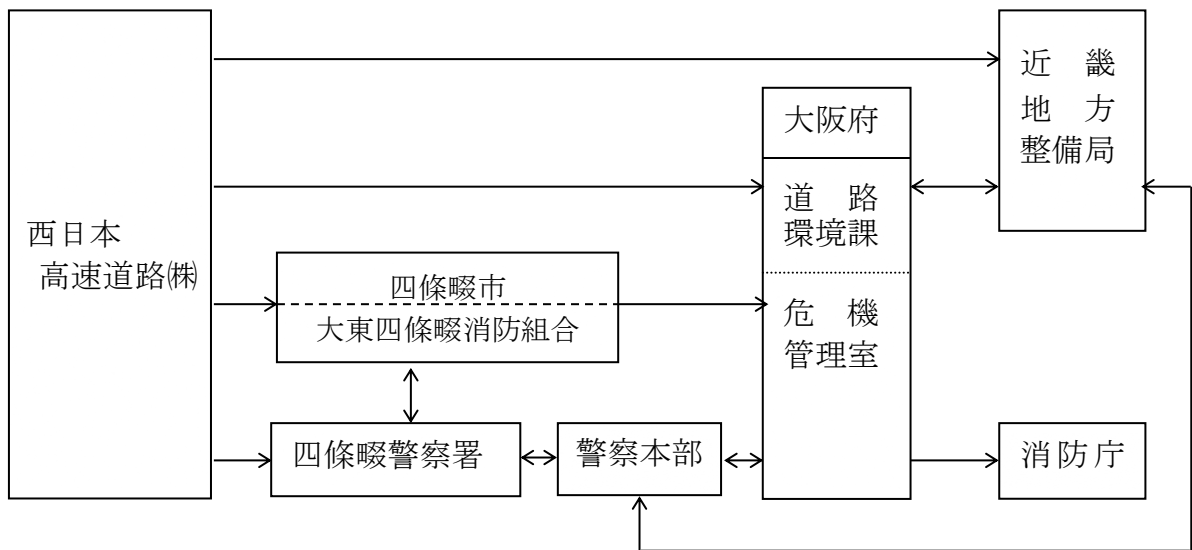 西日本
高速道路㈱
四條畷市
大東四條畷消防組合
四條畷警察署
警察本部
大阪府
道路
環境課
危機
管理室
近畿
地方
整備局
消防庁